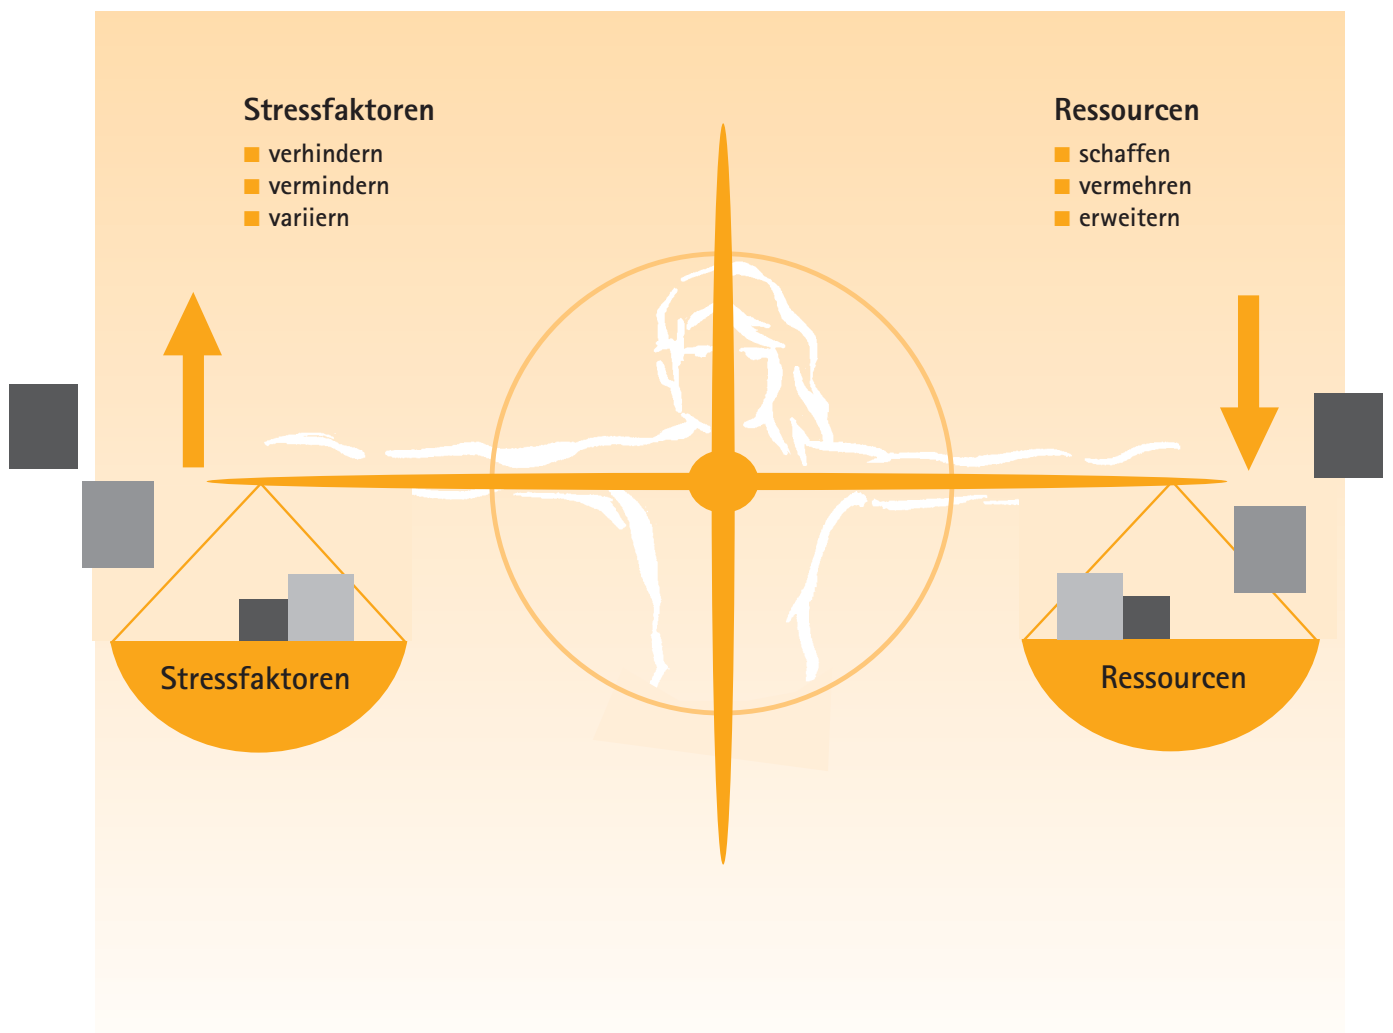 Stressfaktoren
verhindern
vermindern
variiern
Ressourcen
schaffen
vermehren
erweitern
Stressfaktoren
Ressourcen